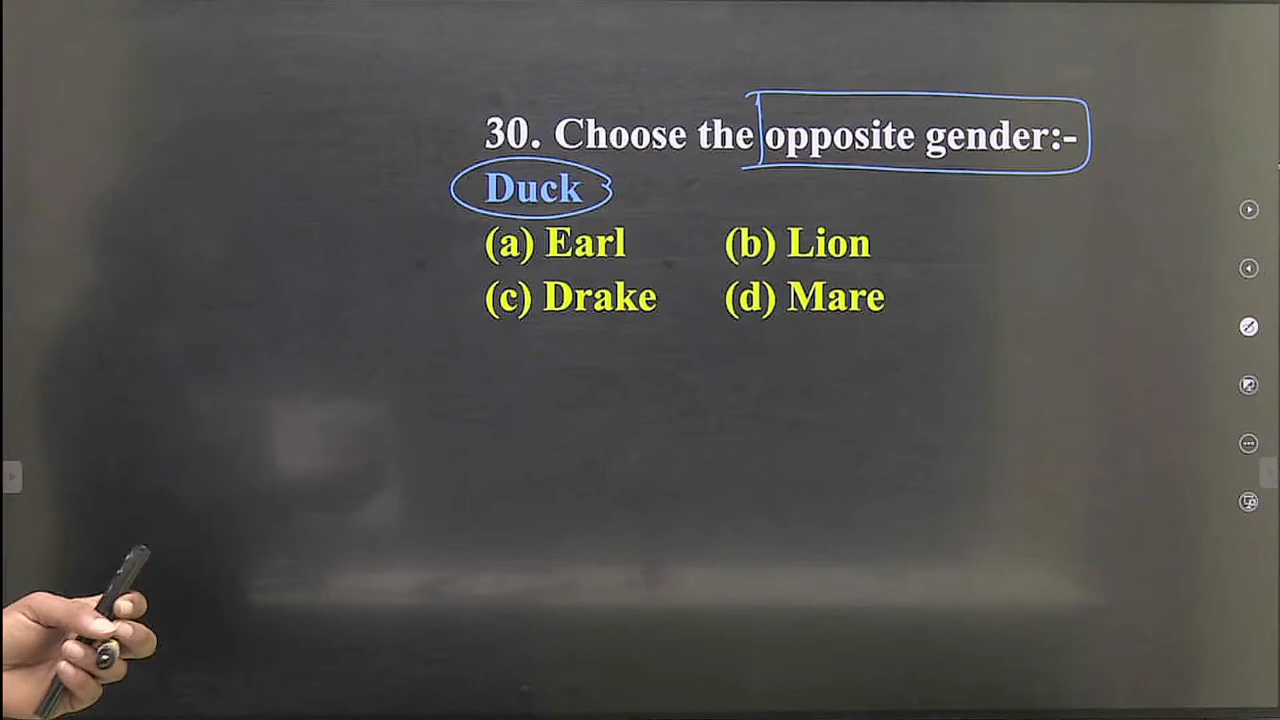 30. Choose the opposite gender:-
Duck
(a) Earl (b) Lion
(c) Drake (d) Mare